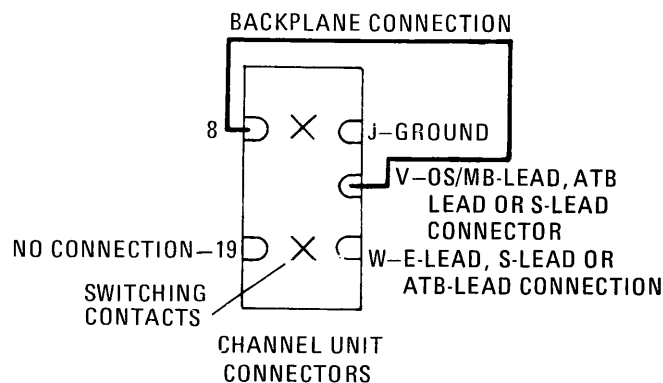 BACKPLANE CONNECTION
8
J–GROUND
V–OS/MB-LEAD, ATB
LEAD OR S-LEAD
CONNECTOR
NO CONNECTION–19
W–E-LEAD, S-LEAD OR
ATB-LEAD CONNECTION
SWITCHING
CONTACTS
CHANNEL UNIT
CONNECTORS